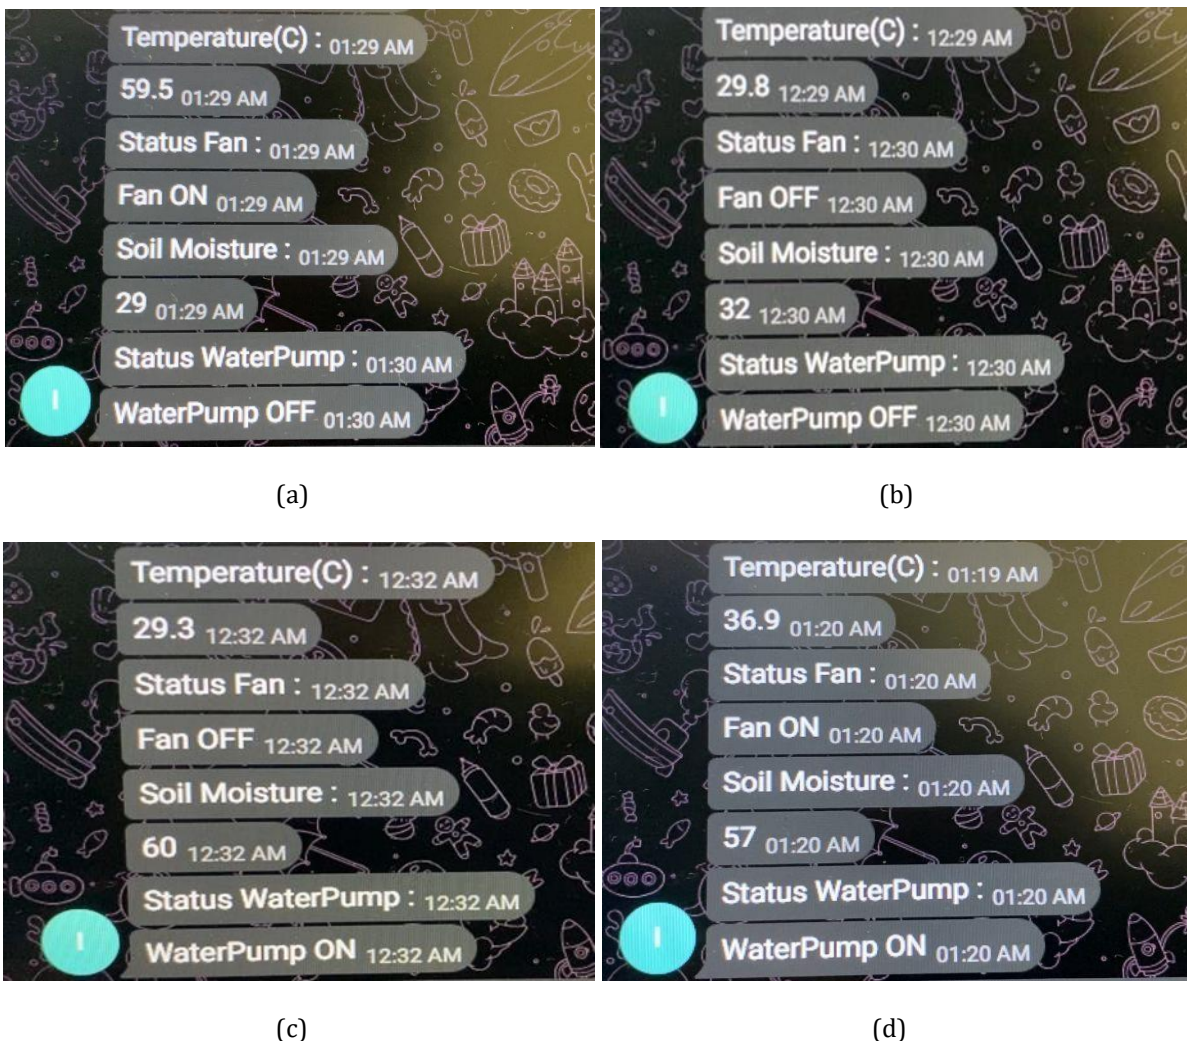 Temperature(C) : 01:29 AM
59.5 01:29 AM
Status Fan : 01:29 AM
Fan ON 01:29 AM
Soil Moisture : 01:29 AM
29 01:29 AM
Status WaterPump : 01:30 AM
I
WaterPump OFF 01:30 AM
(a)
Temperature(C) : 12:29 AM
29.8 12:29 AM
Status Fan : 12:30 AM
Fan OFF 12:30 AM
Soil Moisture : 12:30 AM
32 12:30 AM
Status WaterPump : 12:30 AM
I
WaterPump OFF 12:30 AM
(b)
Temperature(C) : 12:32 AM
29.3 12:32 AM
Status Fan : 12:32 AM
Fan OFF 12:32 AM
Soil Moisture : 12:32 AM
60 12:32 AM
Status WaterPump : 12:32 AM
I
WaterPump ON 12:32 AM
(c)
Temperature(C) : 01:19 AM
36.9 01:20 AM
Status Fan : 01:20 AM
Fan ON 01:20 AM
Soil Moisture : 01:20 AM
57 01:20 AM
Status WaterPump : 01:20 AM
I
WaterPump ON 01:20 AM
(d)